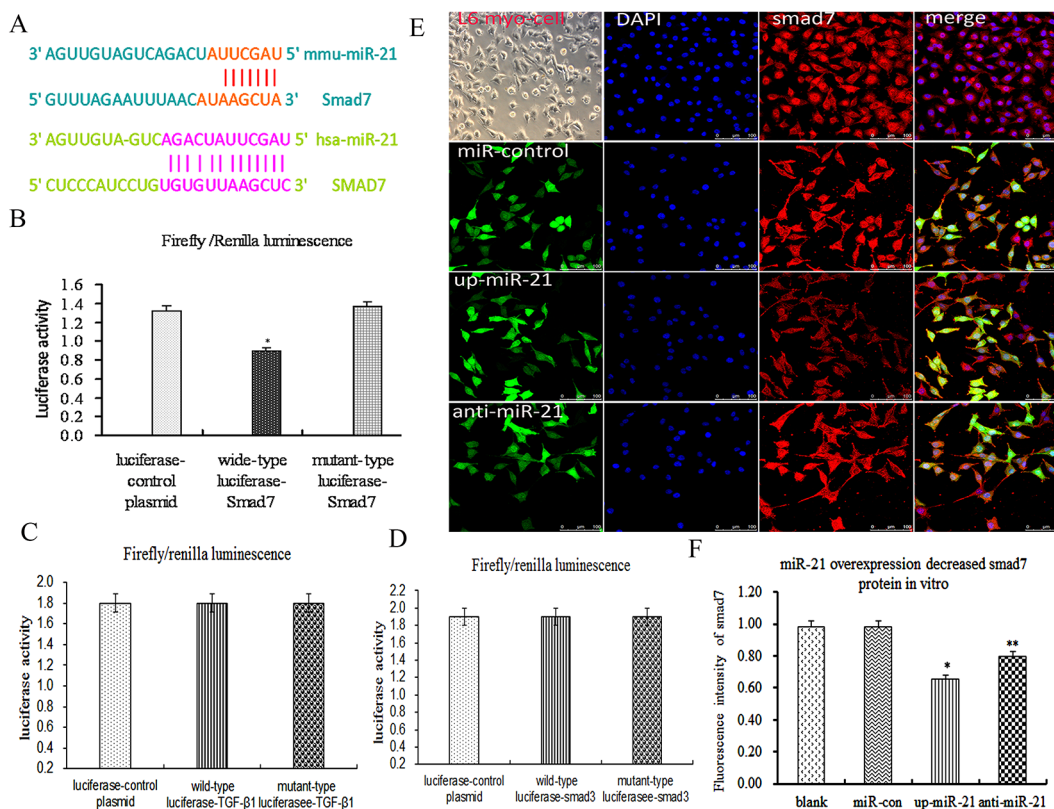 A
3' AGUUGUAGUCAGACUAUUCGAU 5' mmu-miR-21
5' GUUUAGAAUUUAACAUAAGCUA 3' Smad7
3' AGUUGUA-GUCAGACUAUUCGAU 5' hsa-miR-21
5' CUCCCAUCCUGUGUGUUAAGCUC 3' SMAD7
B
Firefly /Renilla luminescence
Luciferase activity
1.6
1.4
1.2
1.0
0.8
0.6
0.4
0.2
0.0
*
luciferase-control plasmid
wide-type luciferase-Smad7
mutant-type luciferase-Smad7
C
Firefly/renilla luminescence
luciferase activity
2.0
1.8
1.6
1.4
1.2
1.0
0.8
0.6
0.4
0.2
luciferase-control plasmid
wild-type luciferase-TGF-β1
mutant-type luciferasee-TGF-β1
D
Firefly/renilla luminescence
luciferase activity
2.2
2.0
1.8
1.6
1.4
1.2
1.0
0.8
0.6
0.4
0.2
luciferase-control plasmid
wild-type luciferase-smad3
mutant-type luciferasee-smad3
E
L6 myo-cell DAPI smad7 merge
miR-control
up-miR-21
anti-miR-21
0 μm 100
F
miR-21 overexpression decreased smad7
protein in vitro
Fluorescence intensity of smad7
1.20
1.00
0.80
0.60
0.40
0.20
0.00
*
**
blank miR-con up-miR-21 anti-miR-21